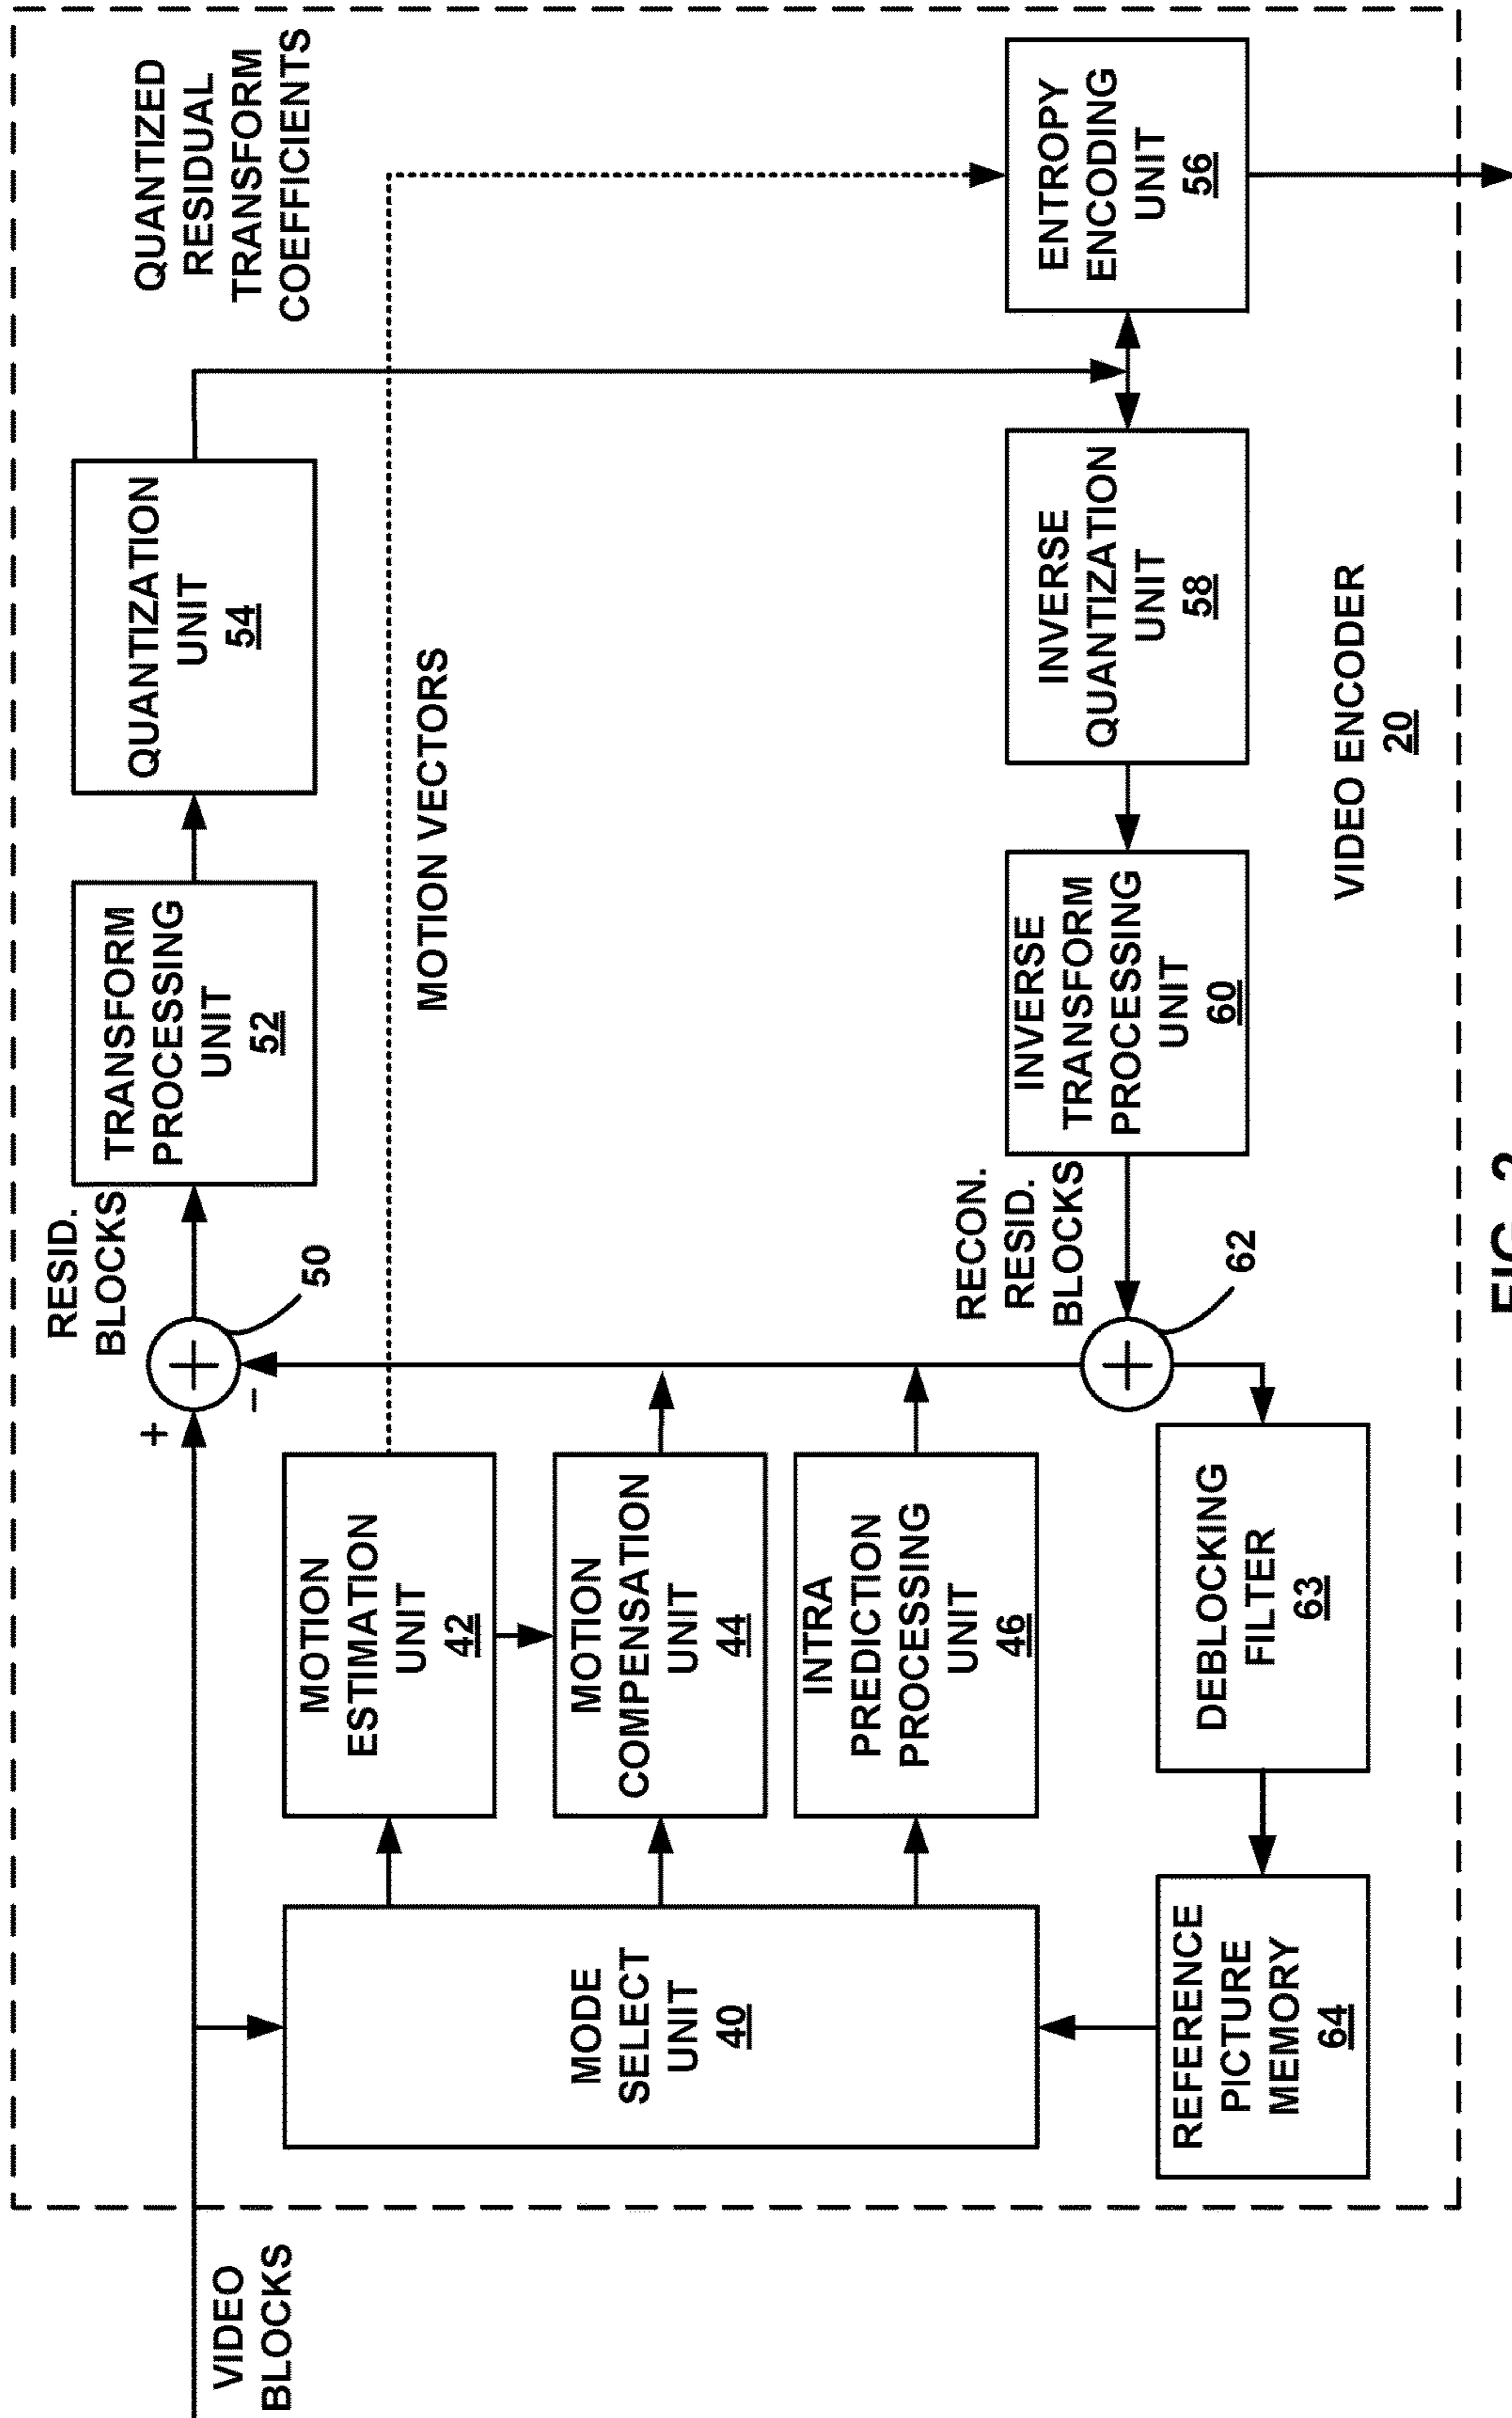 VIDEO
BLOCKS
+
−
50
RESID.
BLOCKS
TRANSFORM
PROCESSING
UNIT
52
QUANTIZATION
UNIT
54
QUANTIZED
RESIDUAL
TRANSFORM
COEFFICIENTS
MOTION VECTORS
MODE
SELECT
UNIT
40
MOTION
ESTIMATION
UNIT
42
MOTION
COMPENSATION
UNIT
44
INTRA
PREDICTION
PROCESSING
UNIT
46
RECON.
RESID.
BLOCKS
62
INVERSE
TRANSFORM
PROCESSING
UNIT
60
INVERSE
QUANTIZATION
UNIT
58
ENTROPY
ENCODING
UNIT
56
REFERENCE
PICTURE
MEMORY
64
DEBLOCKING
FILTER
63
VIDEO ENCODER
20
FIG